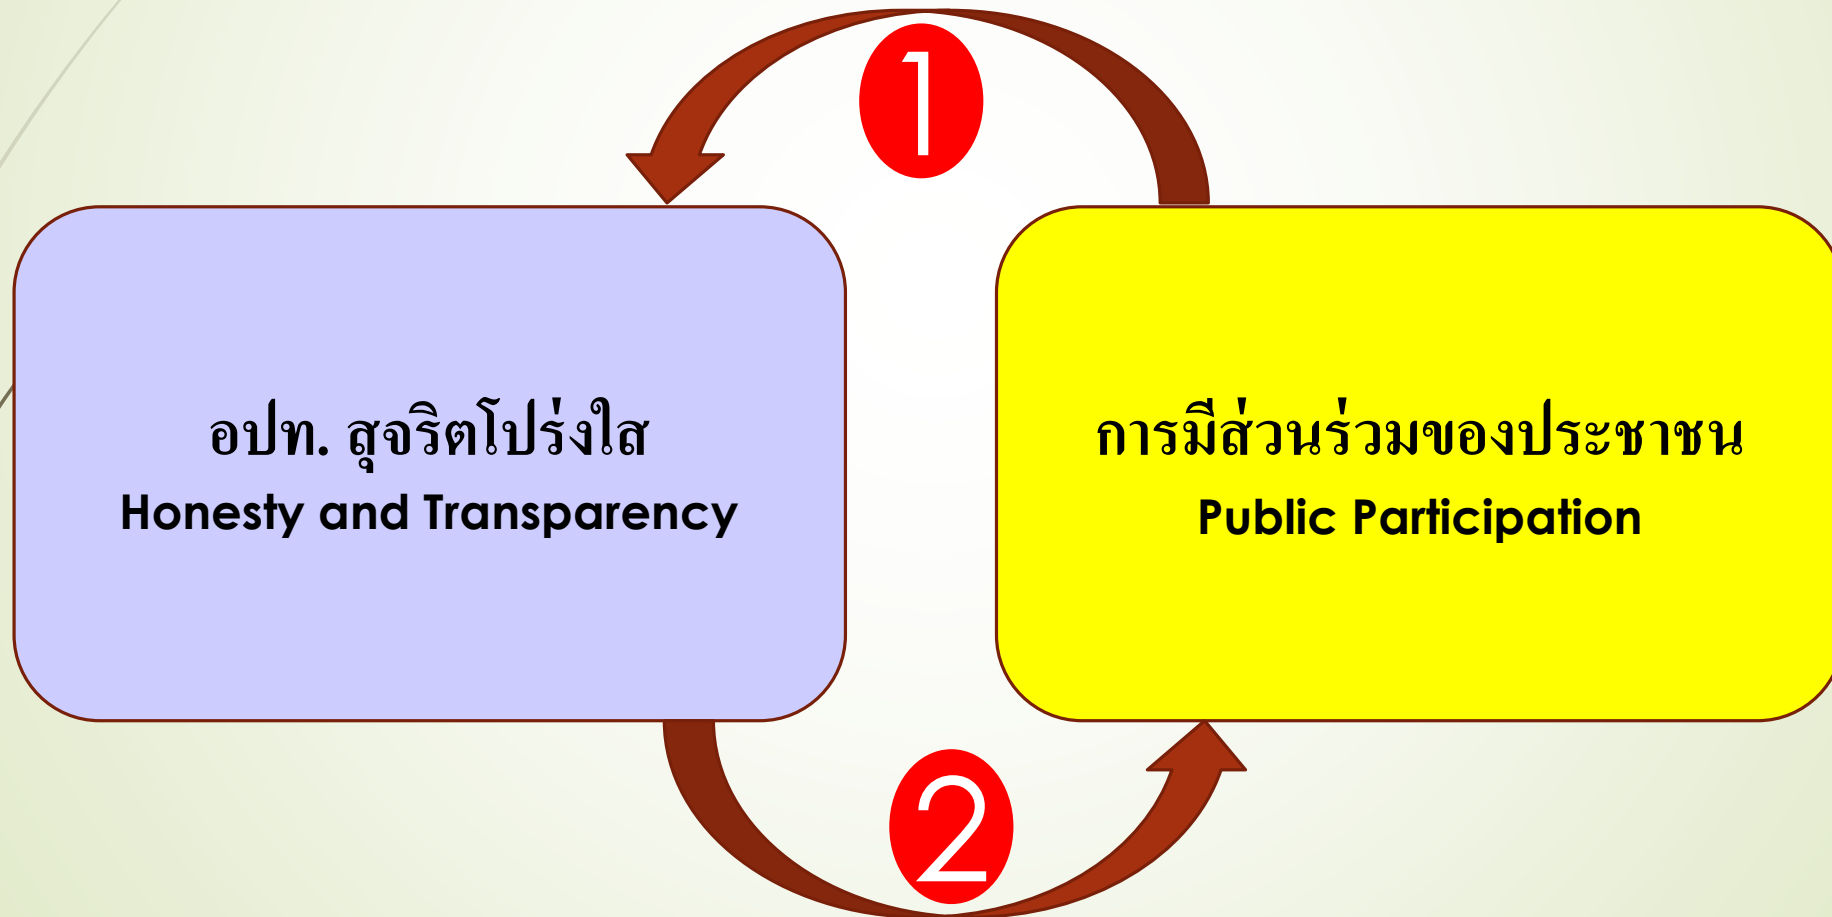 1
อปท. สุจริตโปร่งใส
Honesty and Transparency
การมีส่วนร่วมของประชาชน
Public Participation
2